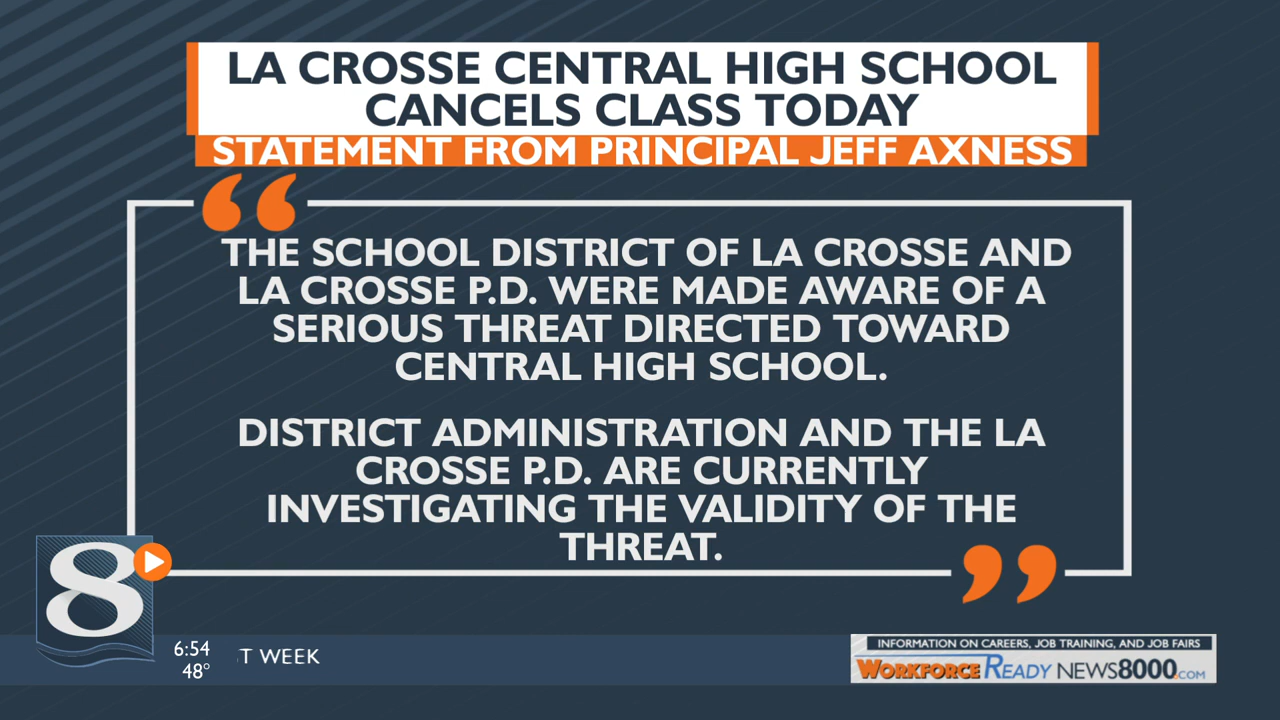 LA CROSSE CENTRAL HIGH SCHOOL
CANCELS CLASS TODAY
STATEMENT FROM PRINCIPAL JEFF AXNESS
“
THE SCHOOL DISTRICT OF LA CROSSE AND
LA CROSSE P.D. WERE MADE AWARE OF A
SERIOUS THREAT DIRECTED TOWARD
CENTRAL HIGH SCHOOL.
DISTRICT ADMINISTRATION AND THE LA
CROSSE P.D. ARE CURRENTLY
INVESTIGATING THE VALIDITY OF THE
THREAT.
”
8
6:54
48°
T WEEK
INFORMATION ON CAREERS, JOB TRAINING, AND JOB FAIRS
WORKFORCE READY NEWS8000.COM